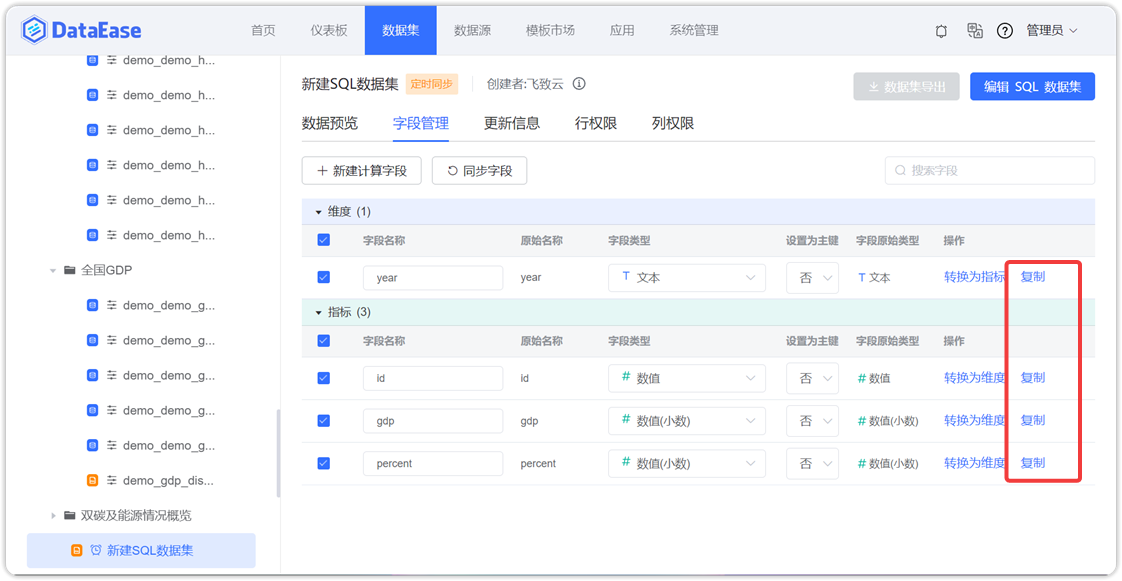 DataEase
首页 仪表板 数据集 数据源 模板市场 应用 系统管理 管理员
demo_demo_h...
demo_demo_h...
demo_demo_h...
demo_demo_h...
demo_demo_h...
demo_demo_h...
全国GDP
demo_demo_g...
demo_demo_g...
demo_demo_g...
demo_demo_g...
demo_demo_g...
demo_gdp_dis...
双碳及能源情况概览
新建SQL数据集
新建SQL数据集 定时同步 创建者:飞致云 数据集导出 编辑 SQL 数据集
数据预览 字段管理 更新信息 行权限 列权限
新建计算字段 同步字段 搜索字段
维度 (1)
字段名称 原始名称 字段类型 设置为主键 字段原始类型 操作
year year T 文本 否 T 文本 转换为指标 复制
指标 (3)
字段名称 原始名称 字段类型 设置为主键 字段原始类型 操作
id id # 数值 否 # 数值 转换为维度 复制
gdp gdp # 数值(小数) 否 # 数值(小数) 转换为维度 复制
percent percent # 数值(小数) 否 # 数值(小数) 转换为维度 复制